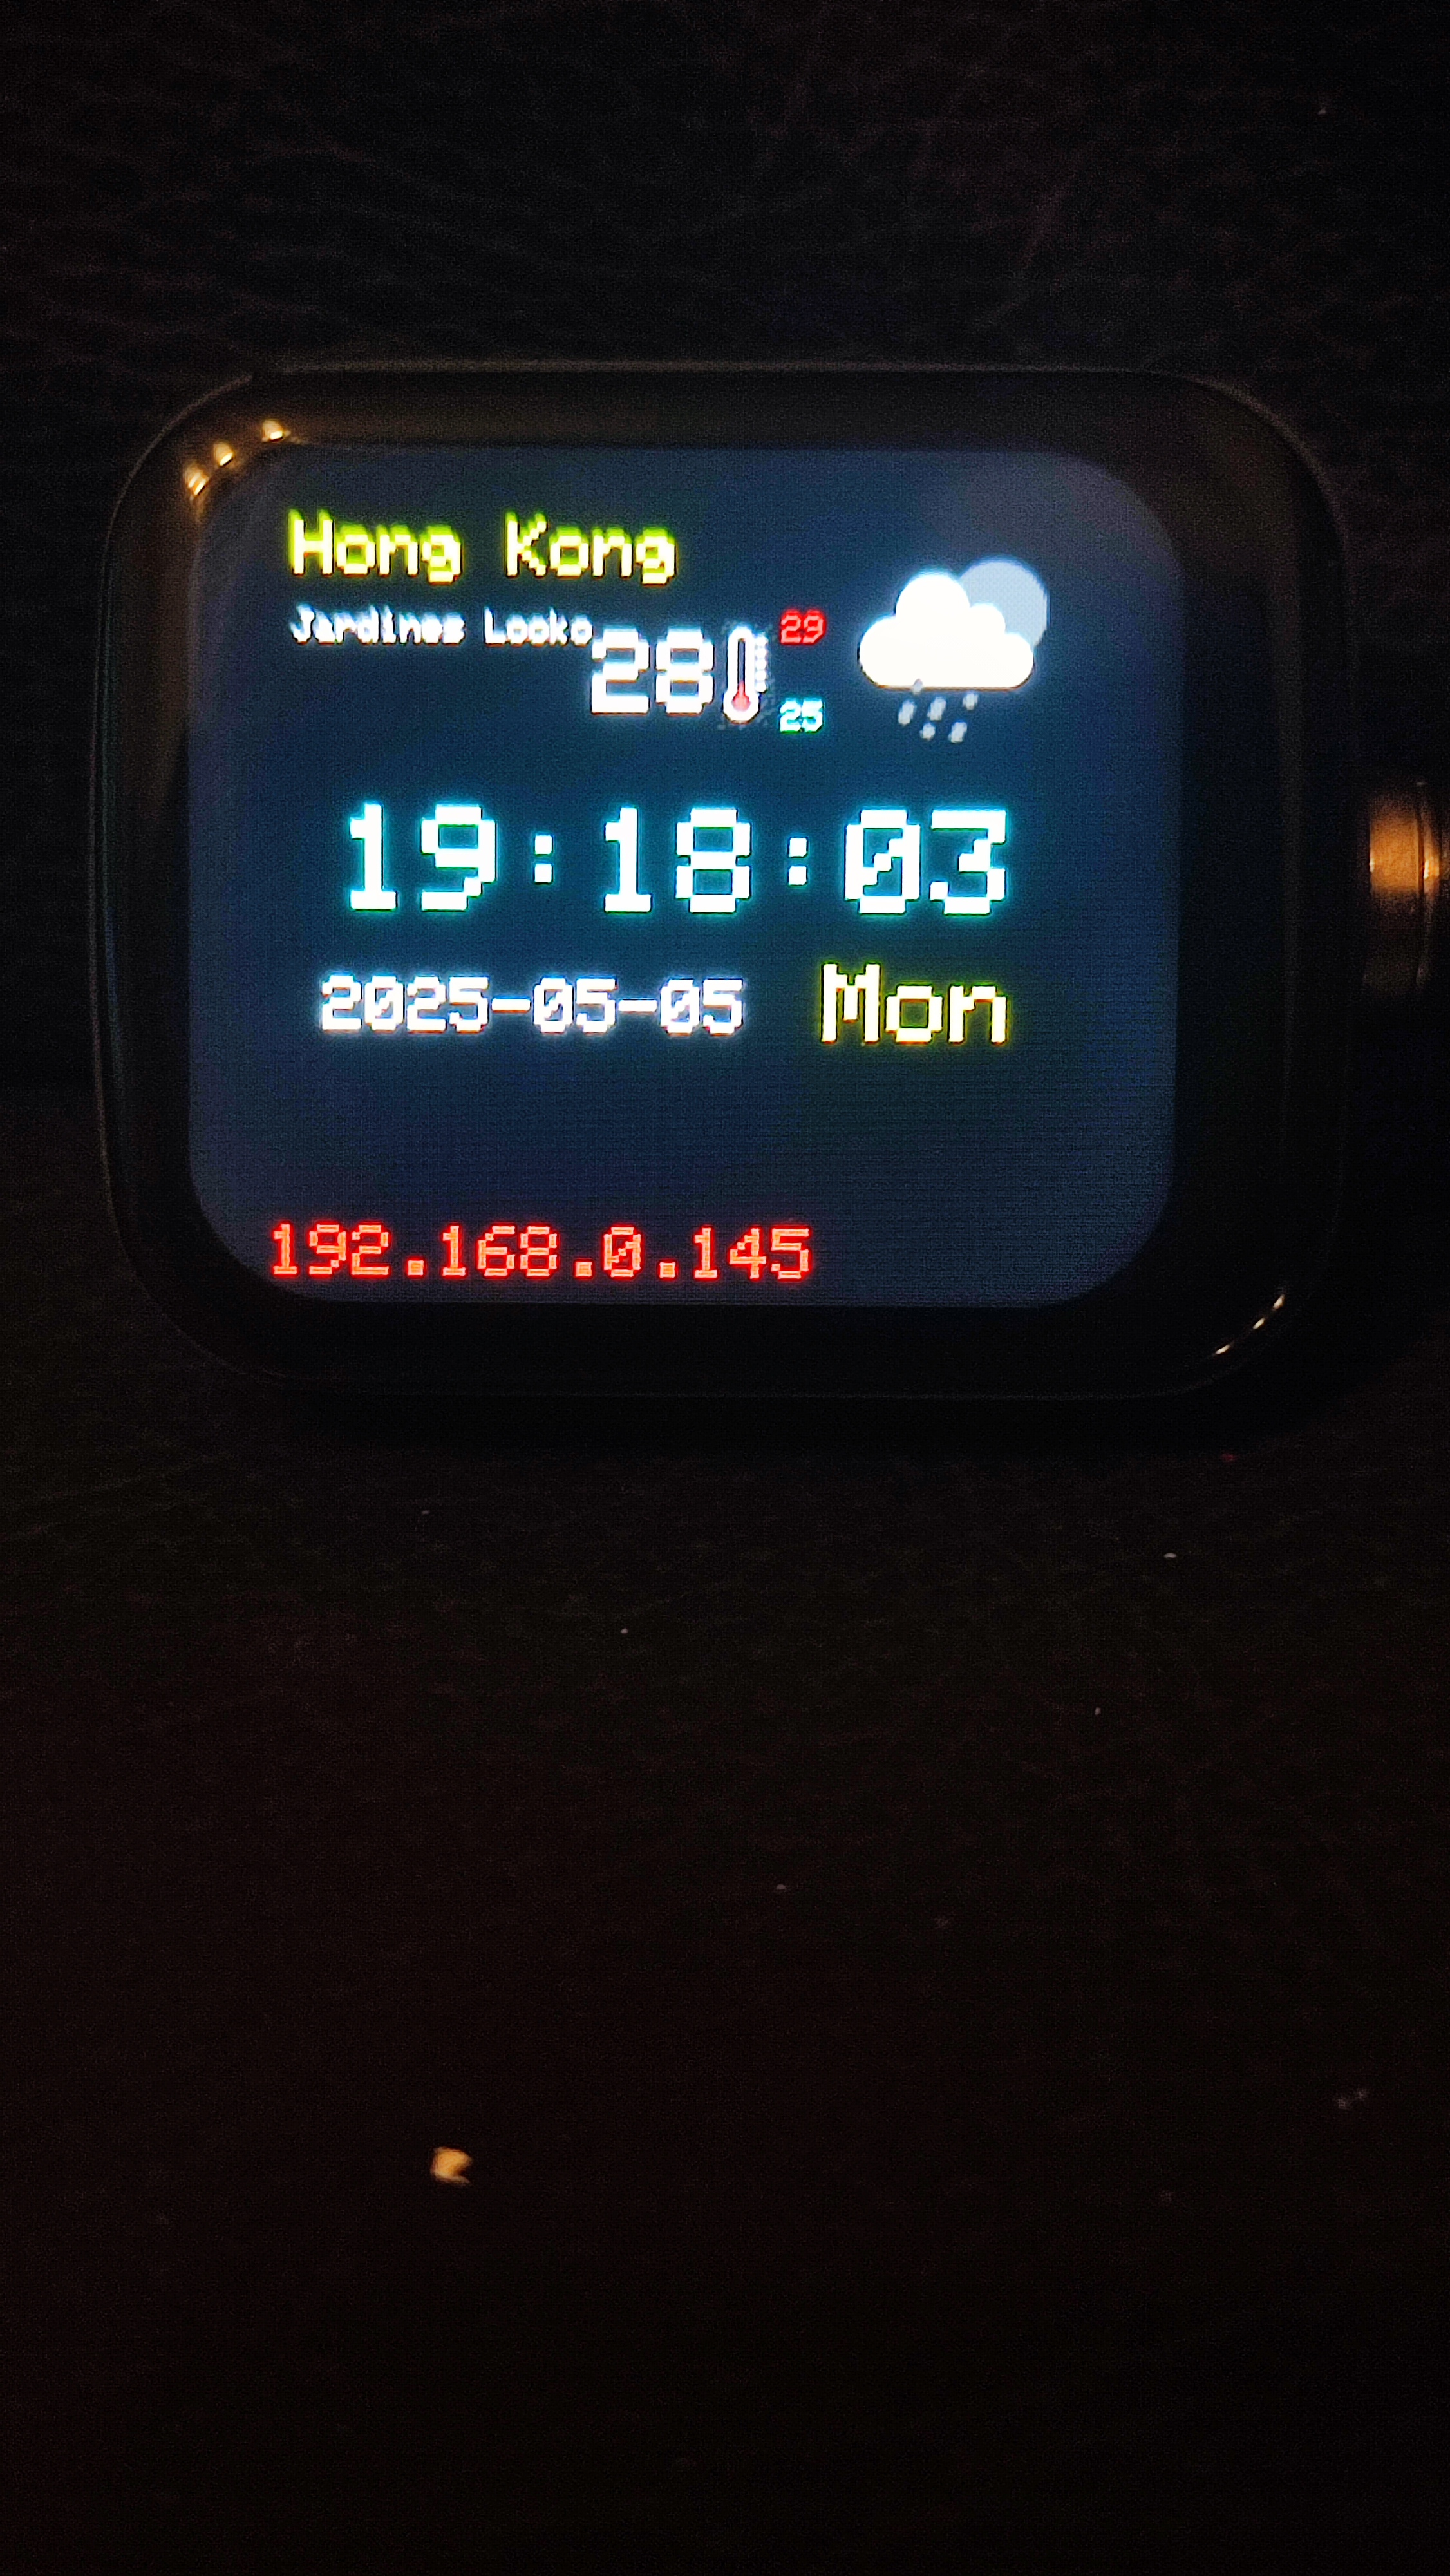 Hong Kong
Jardines Looko
28 29
25
19:18:03
2025-05-05 Mon
192.168.0.145